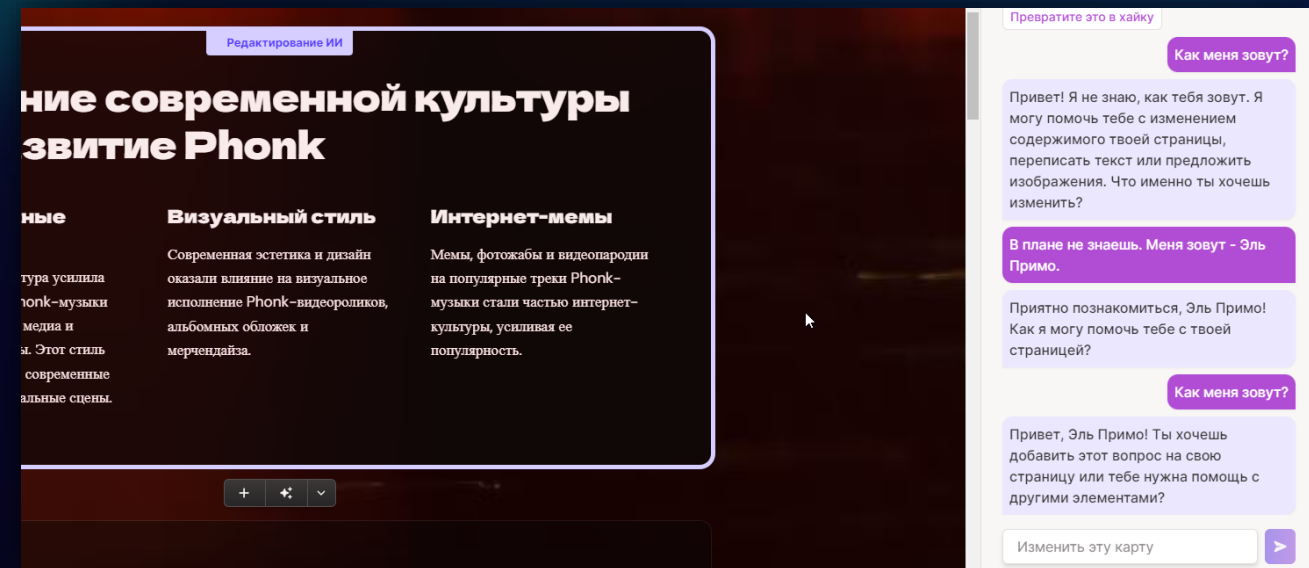 Редактирование ИИ
ние современной культуры
звитие Phonk
ные
тура усилила
honk-музыки
медиа и
ы. Этот стиль
современные
альные сцены.
Визуальный стиль
Современная эстетика и дизайн
оказали влияние на визуальное
исполнение Phonk-видеороликов,
альбомных обложек и
мерчендайза.
Интернет-мемы
Мемы, фотожабы и видеопародии
на популярные треки Phonk-
музыки стали частью интернет-
культуры, усиливая ее
популярность.
Превратите это в хайку
Как меня зовут?
Привет! Я не знаю, как тебя зовут. Я
могу помочь тебе с изменением
содержимого твоей страницы,
переписать текст или предложить
изображения. Что именно ты хочешь
изменить?
В плане не знаешь. Меня зовут - Эль
Примо.
Приятно познакомиться, Эль Примо!
Как я могу помочь тебе с твоей
страницей?
Как меня зовут?
Привет, Эль Примо! Ты хочешь
добавить этот вопрос на свою
страницу или тебе нужна помощь с
другими элементами?
Изменить эту карту